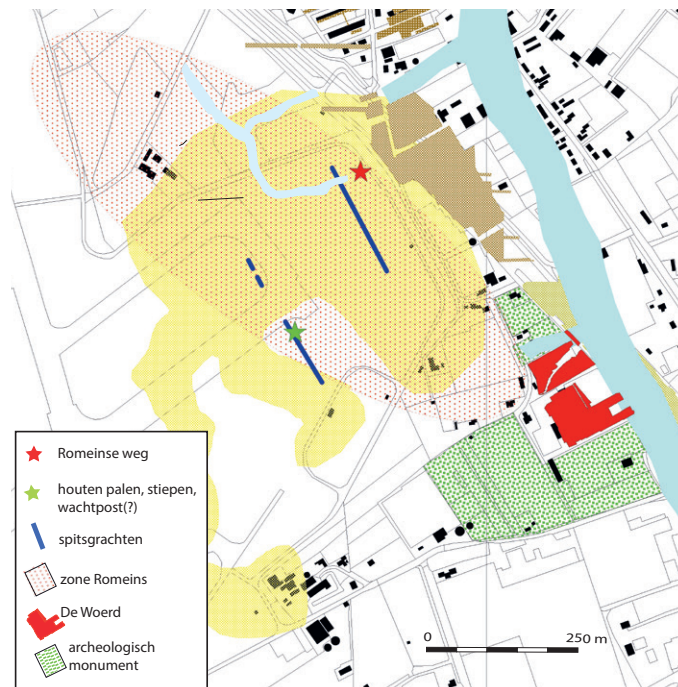 Romeinse weg
houten palen, stiepen,
wachtpost(?)
spitsgrachten
zone Romeins
De Woerd
archeologisch
monument
0 250 m